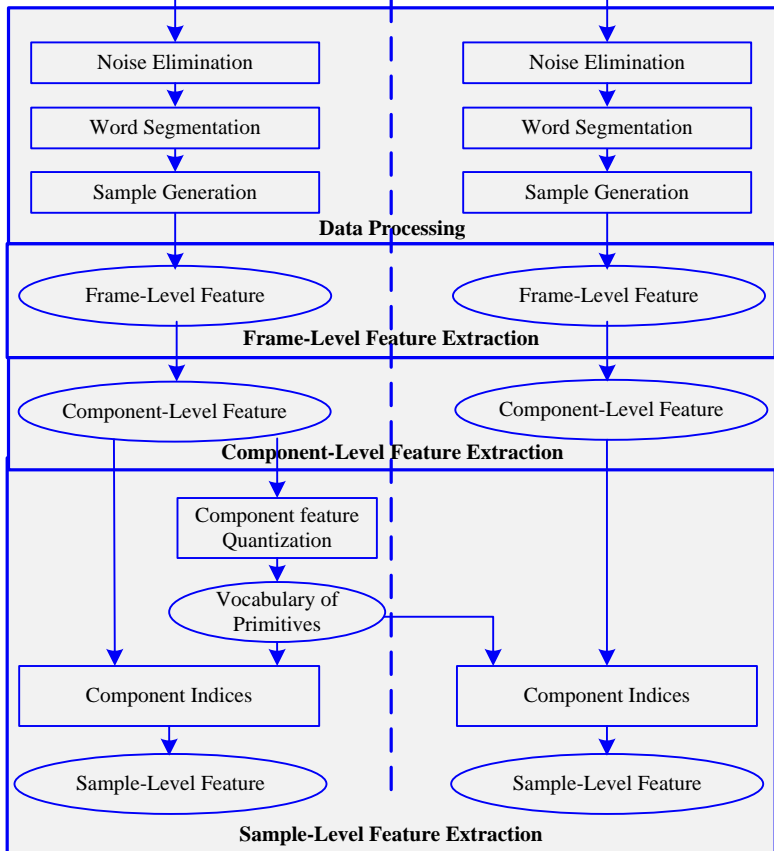 Noise Elimination
Noise Elimination
Word Segmentation
Word Segmentation
Sample Generation
Sample Generation
Data Processing
Frame-Level Feature
Frame-Level Feature
Frame-Level Feature Extraction
Component-Level Feature
Component-Level Feature
Component-Level Feature Extraction
Component feature
Quantization
Vocabulary of
Primitives
Component Indices
Component Indices
Sample-Level Feature
Sample-Level Feature
Sample-Level Feature Extraction